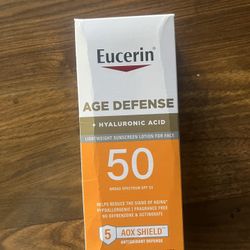 Eucerin
AGE DEFENSE
+ HYALURONIC ACID
LIGHTWEIGHT SUNSCREEN LOTION FOR FACE
50
BROAD SPECTRUM SPF 50
HELPS REDUCE THE SIGNS OF AGING*
HYPOALLERGENIC | FRAGRANCE FREE
NO OXYBENZONE & OCTINOXATE
5 AOX SHIELD™
ANTIOXIDANT DEFENSE